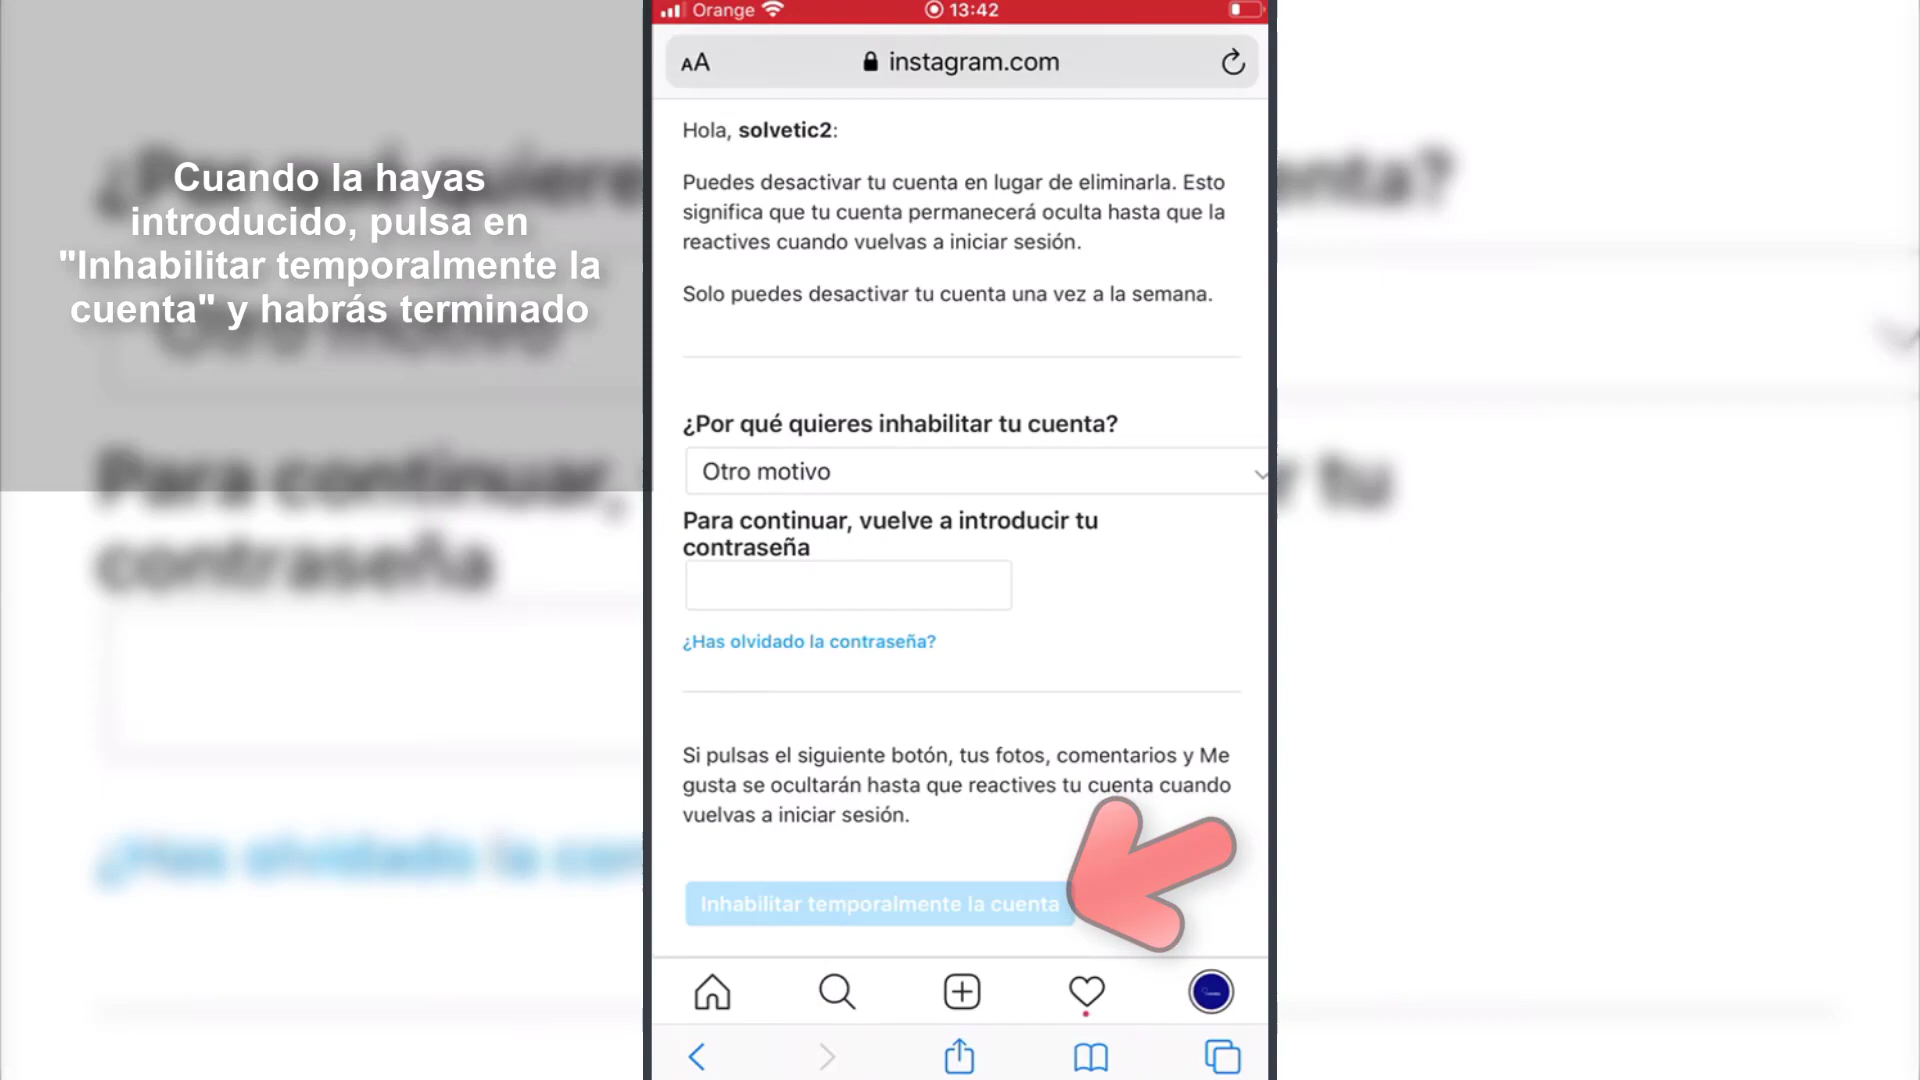 Cuando la hayas
introducido, pulsa en
"Inhabilitar temporalmente la
cuenta" y habrás terminado
Orange
13:42
AA
instagram.com
Hola, solvetic2:
Puedes desactivar tu cuenta en lugar de eliminarla. Esto
significa que tu cuenta permanecerá oculta hasta que la
reactives cuando vuelvas a iniciar sesión.
Solo puedes desactivar tu cuenta una vez a la semana.
¿Por qué quieres inhabilitar tu cuenta?
Otro motivo
Para continuar, vuelve a introducir tu
contraseña
¿Has olvidado la contraseña?
Si pulsas el siguiente botón, tus fotos, comentarios y Me
gusta se ocultarán hasta que reactives tu cuenta cuando
vuelvas a iniciar sesión.
Inhabilitar temporalmente la cuenta